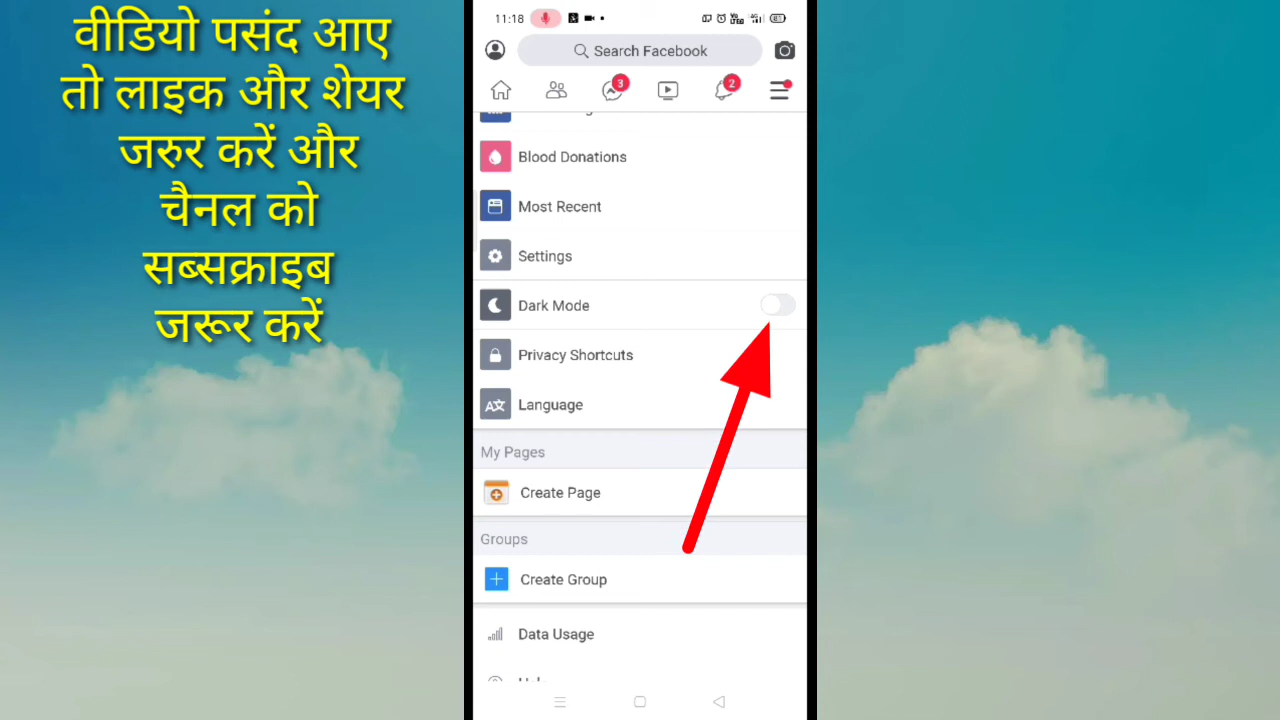 वीडियो पसंद आए
तो लाइक और शेयर
जरुर करें और
चैनल को
सब्सक्राइब
जरूर करें
11:18
Search Facebook
3
2
Blood Donations
Most Recent
Settings
Dark Mode
Privacy Shortcuts
Language
My Pages
Create Page
Groups
Create Group
Data Usage